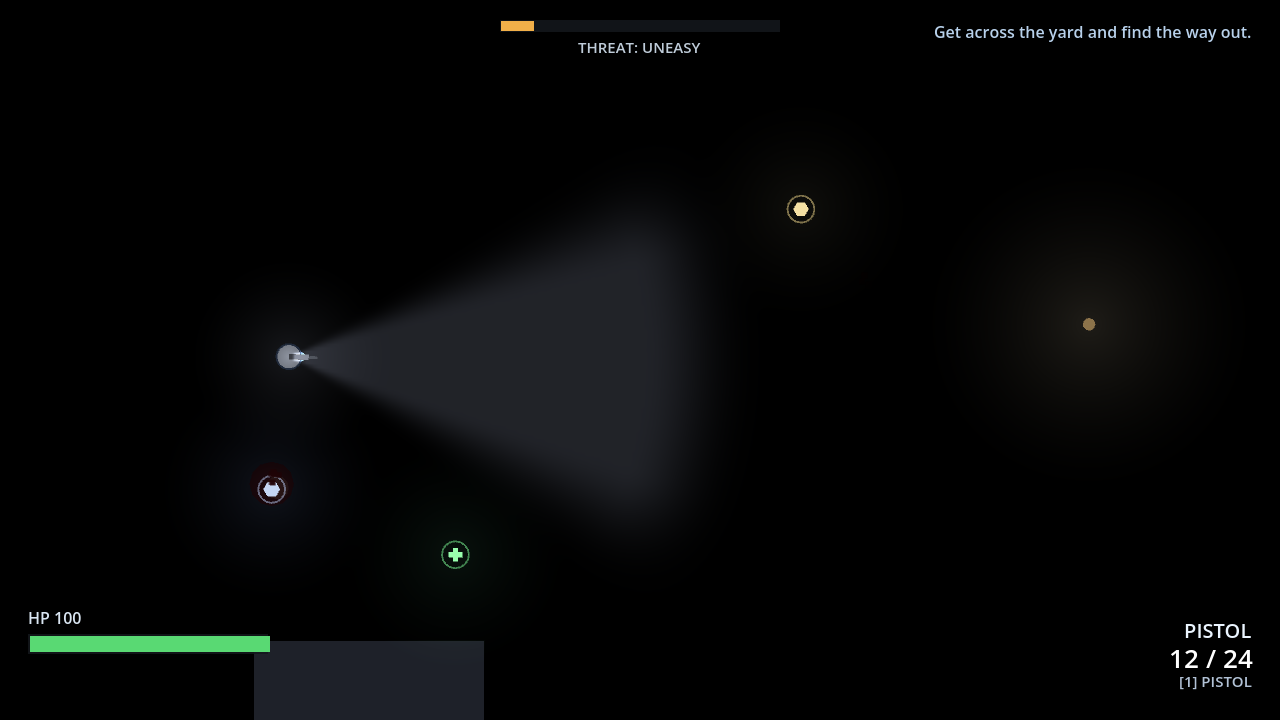 THREAT: UNEASY
Get across the yard and find the way out.
HP 100
PISTOL
12 / 24
[1] PISTOL